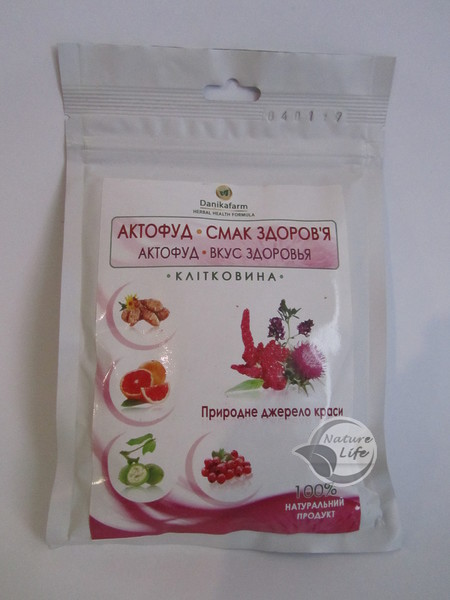 Danikafarm
HERBAL HEALTH FORMULA
АКТОФУД • СМАК ЗДОРОВ'Я
АКТОФУД • ВКУС ЗДОРОВЬЯ
• КЛІТКОВИНА •
Природне джерело краси
Nature
Life
100%
НАТУРАЛЬНИЙ
ПРОДУКТ